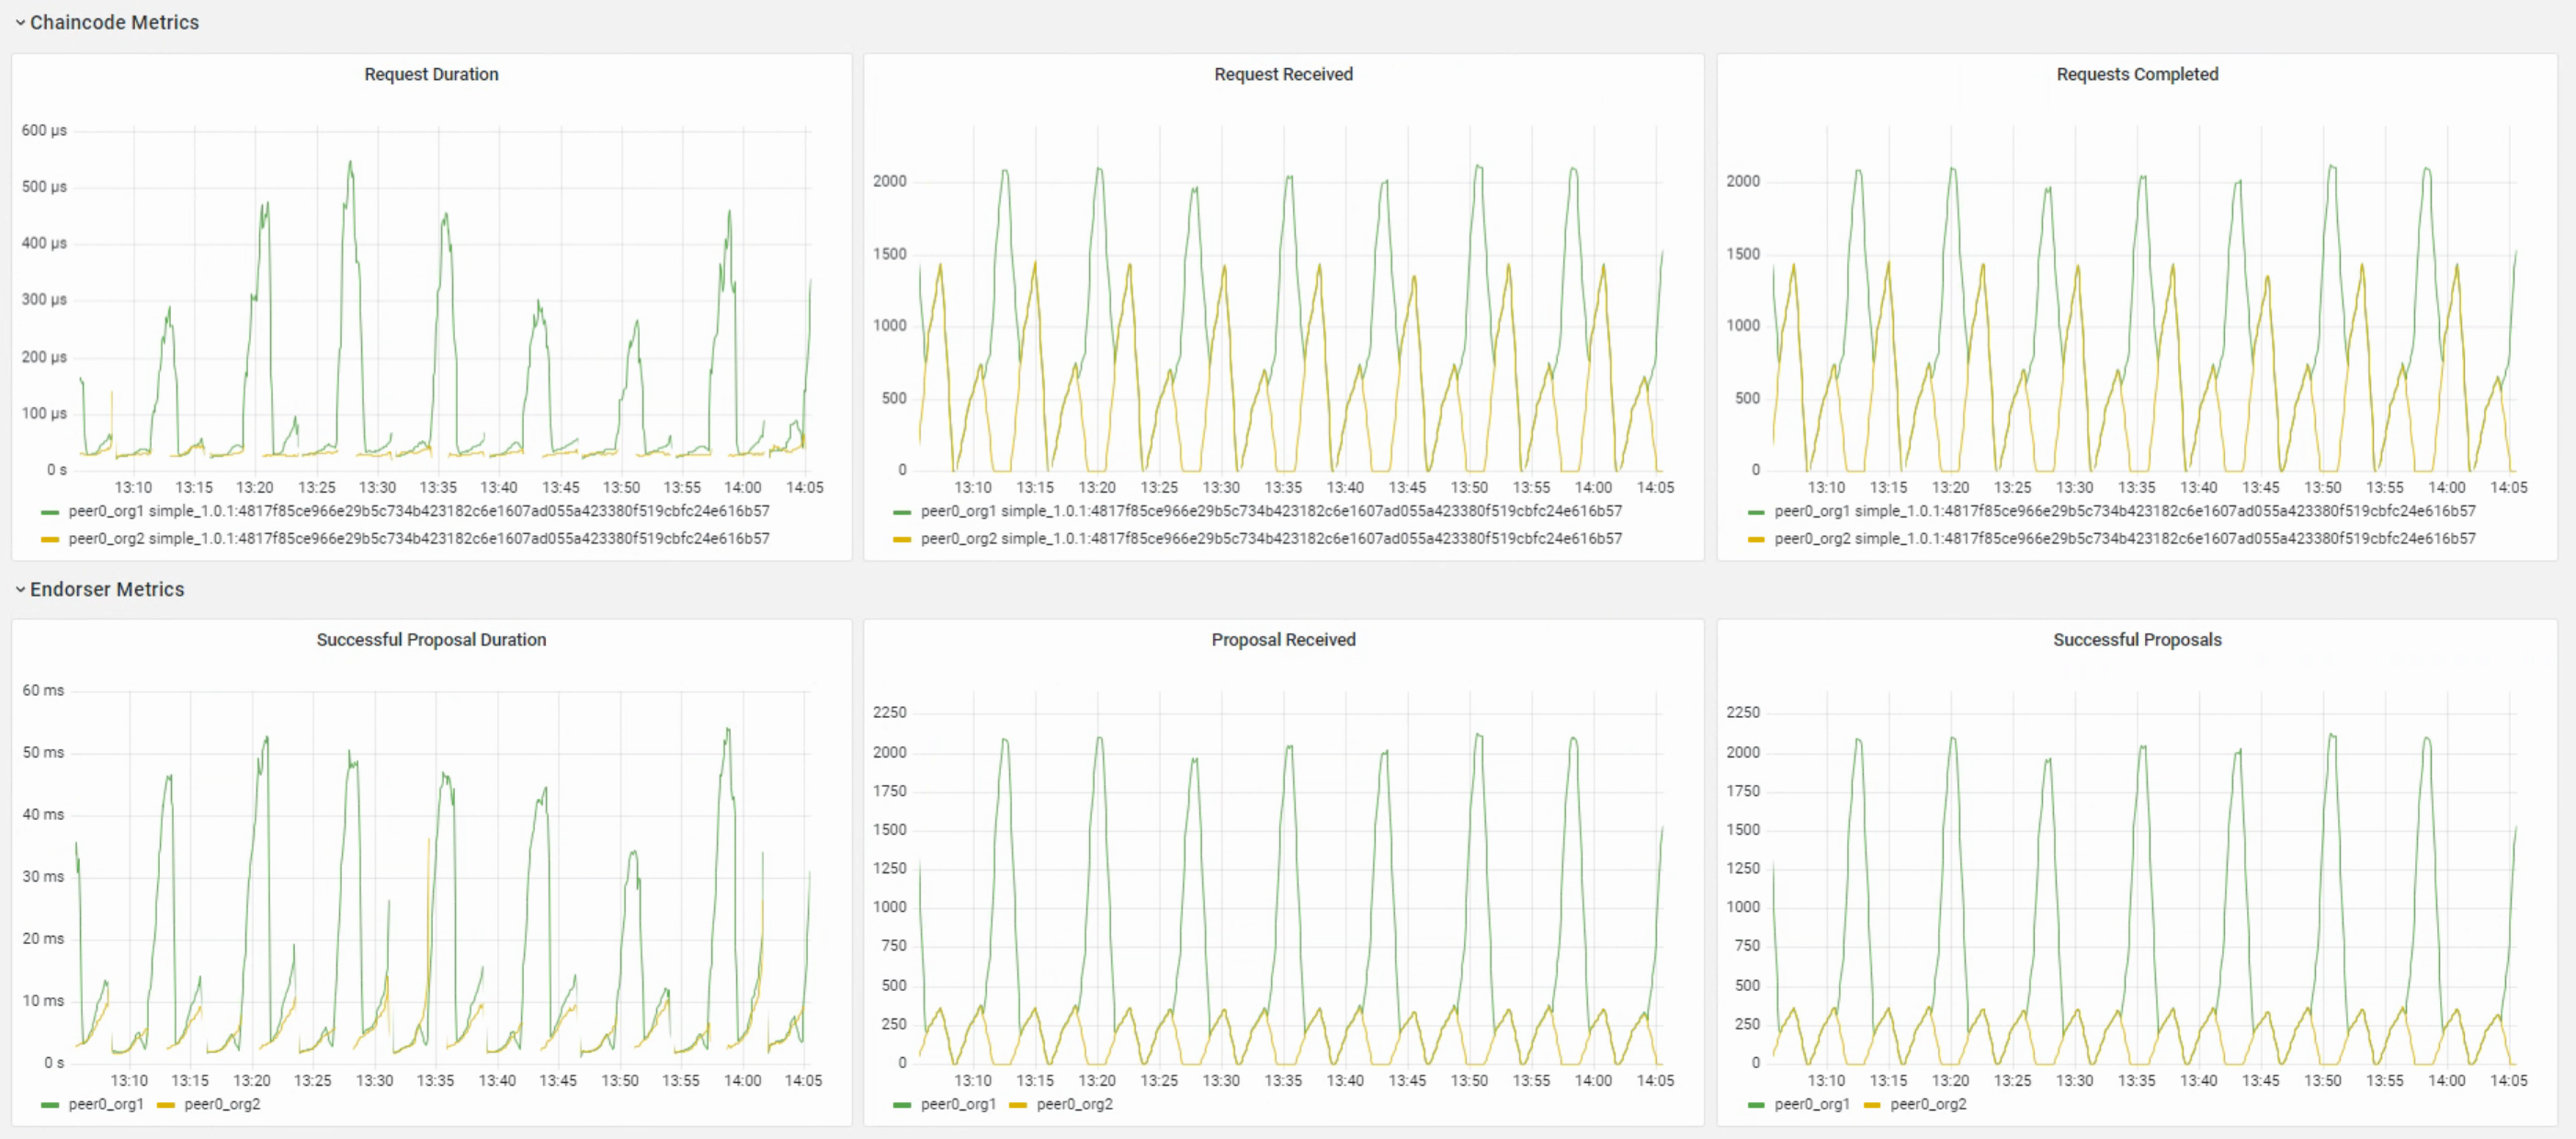 Chaincode Metrics
Request Duration
600 µs
500 µs
400 µs
300 µs
200 µs
100 µs
0 s
13:10 13:15 13:20 13:25 13:30 13:35 13:40 13:45 13:50 13:55 14:00 14:05
peer0_org1 simple_1.0.1:4817f85ce966e29b5c734b423182c6e1607ad055a423380f519cbfc24e616b57
peer0_org2 simple_1.0.1:4817f85ce966e29b5c734b423182c6e1607ad055a423380f519cbfc24e616b57
Request Received
2000
1500
1000
500
0
13:10 13:15 13:20 13:25 13:30 13:35 13:40 13:45 13:50 13:55 14:00 14:05
peer0_org1 simple_1.0.1:4817f85ce966e29b5c734b423182c6e1607ad055a423380f519cbfc24e616b57
peer0_org2 simple_1.0.1:4817f85ce966e29b5c734b423182c6e1607ad055a423380f519cbfc24e616b57
Requests Completed
2000
1500
1000
500
0
13:10 13:15 13:20 13:25 13:30 13:35 13:40 13:45 13:50 13:55 14:00 14:05
peer0_org1 simple_1.0.1:4817f85ce966e29b5c734b423182c6e1607ad055a423380f519cbfc24e616b57
peer0_org2 simple_1.0.1:4817f85ce966e29b5c734b423182c6e1607ad055a423380f519cbfc24e616b57
Endorser Metrics
Successful Proposal Duration
60 ms
50 ms
40 ms
30 ms
20 ms
10 ms
0 s
13:10 13:15 13:20 13:25 13:30 13:35 13:40 13:45 13:50 13:55 14:00 14:05
peer0_org1 peer0_org2
Proposal Received
2250
2000
1750
1500
1250
1000
750
500
250
0
13:10 13:15 13:20 13:25 13:30 13:35 13:40 13:45 13:50 13:55 14:00 14:05
peer0_org1 peer0_org2
Successful Proposals
2250
2000
1750
1500
1250
1000
750
500
250
0
13:10 13:15 13:20 13:25 13:30 13:35 13:40 13:45 13:50 13:55 14:00 14:05
peer0_org1 peer0_org2